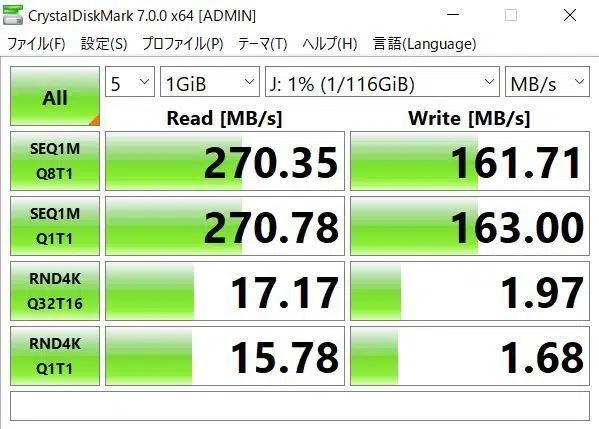 CrystalDiskMark 7.0.0 x64 [ADMIN]
ファイル(F) 設定(S) プロファイル(P) テーマ(T) ヘルプ(H) 言語(Language)
All 5 1GiB J: 1% (1/116GiB) MB/s
Read [MB/s] Write [MB/s]
SEQ1M
Q8T1
270.35 161.71
SEQ1M
Q1T1
270.78 163.00
RND4K
Q32T16
17.17 1.97
RND4K
Q1T1
15.78 1.68